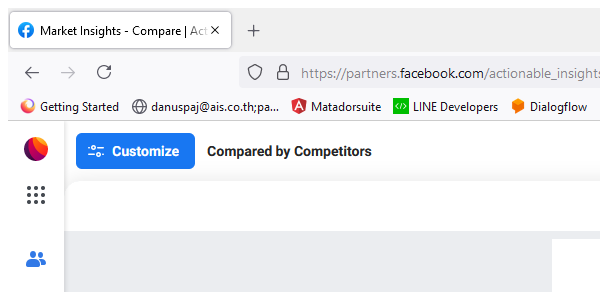 Market Insights - Compare | Act
https://partners.facebook.com/actionable_insights
Getting Started danuspaj@ais.co.th;pa... Matadorsuite LINE Developers Dialogflow
Customize Compared by Competitors